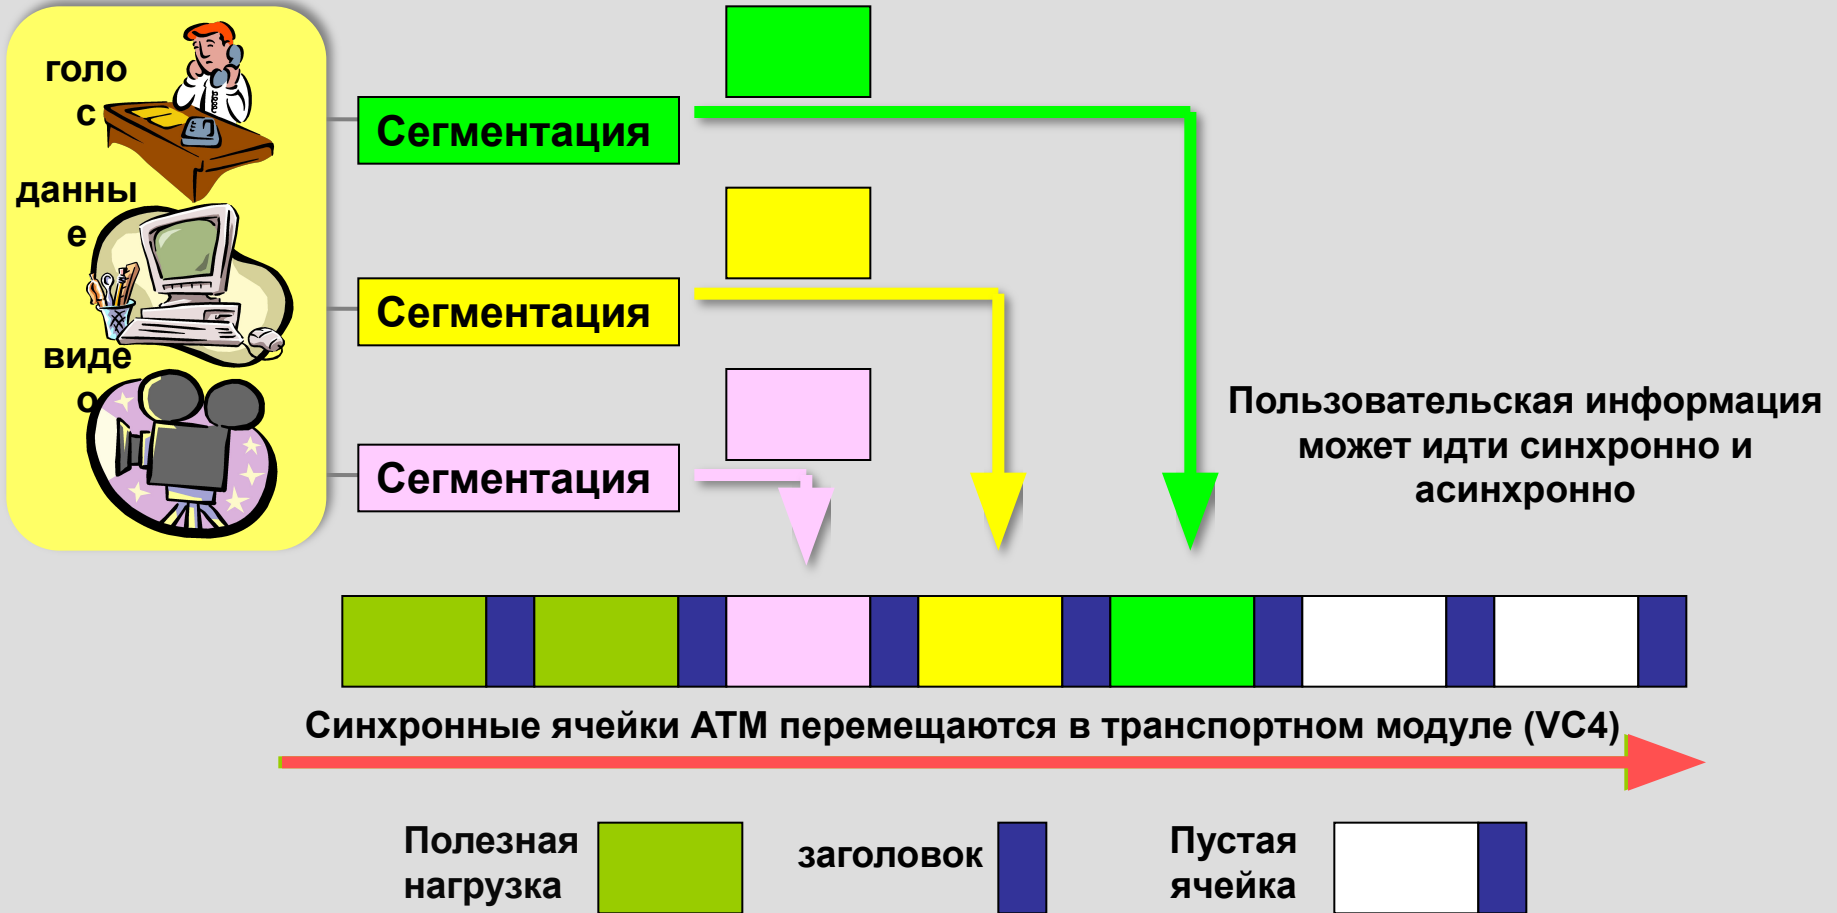 голо
с
данны
е
виде
о
Сегментация
Сегментация
Сегментация
Пользовательская информация
может идти синхронно и
асинхронно
Синхронные ячейки АТМ перемещаются в транспортном модуле (VC4)
Полезная
нагрузка
заголовок
Пустая
ячейка